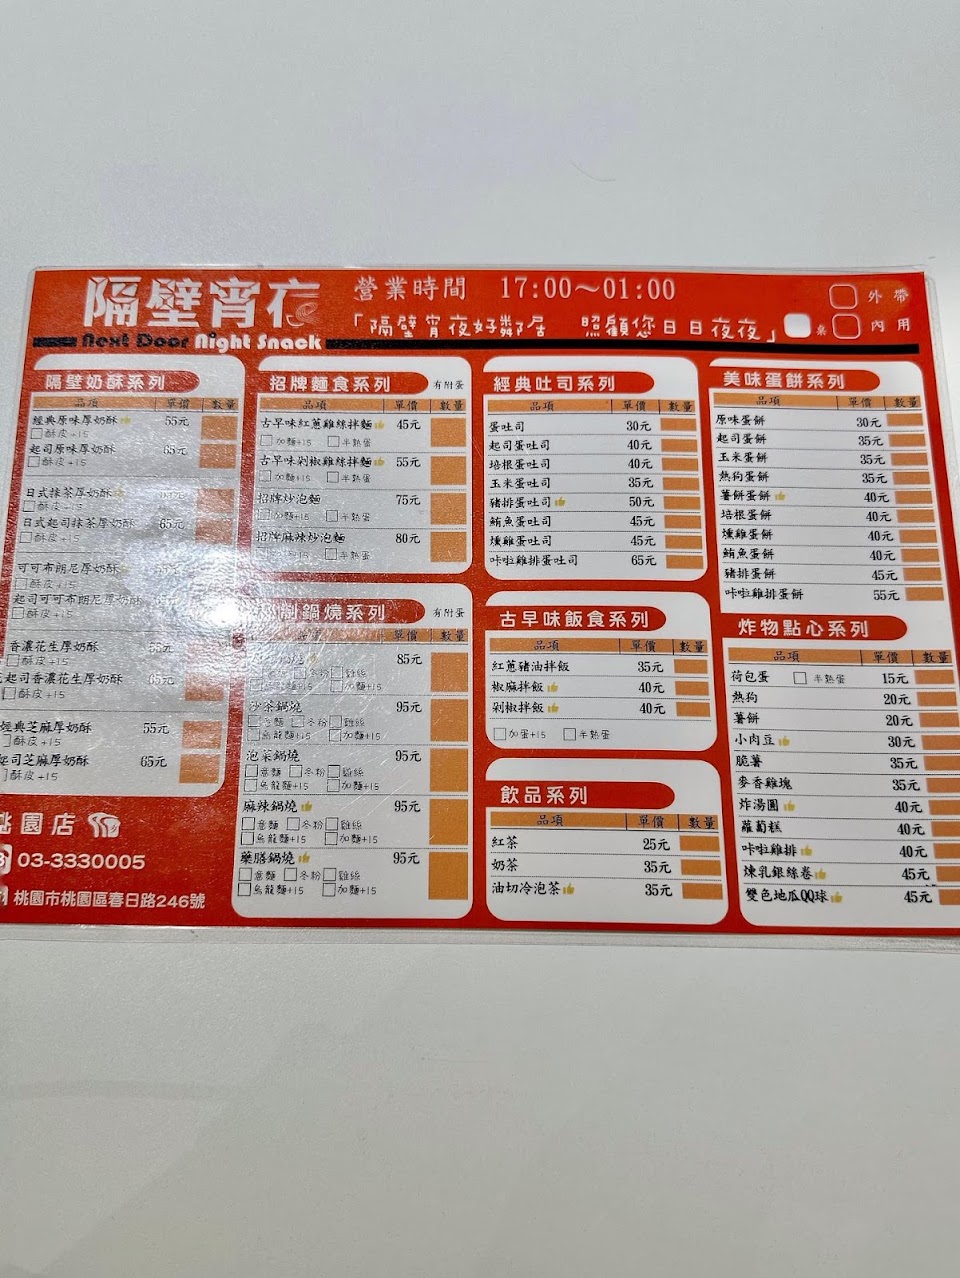 隔壁宵夜
Next Door Night Snack
營業時間 17:00～01:00
「隔壁宵夜好鄰居 照顧您日日夜夜」
外帶
桌 內用
隔壁奶酥系列
品項 單價 數量
經典原味厚奶酥 55元
酥皮+15
起司原味厚奶酥 65元
酥皮+15
日式抹茶厚奶酥
酥皮+15
日式起司抹茶厚奶酥 65元
酥皮+15
可可布朗尼厚奶酥
酥皮+15
起司可可布朗尼厚奶酥
酥皮+15
香濃花生厚奶酥 55元
酥皮+15
起司香濃花生厚奶酥 65元
酥皮+15
經典芝麻厚奶酥 55元
酥皮+15
起司芝麻厚奶酥 65元
酥皮+15
園店
03-3330005
桃園市桃園區春日路246號
招牌麵食系列 有附蛋
品項 單價 數量
古早味紅蔥雞絲拌麵 45元
加麵+15 半熟蛋
古早味剁椒雞絲拌麵 55元
加麵+15 半熟蛋
招牌炒泡麵 75元
加麵+15 半熟蛋
招牌麻辣炒泡麵 80元
半熟蛋
鍋燒系列 有附蛋
單價 數量
85元
冬粉 雞絲
加麵+15
沙茶鍋燒 95元
意麵 冬粉 雞絲
烏龍麵+15 加麵+15
泡菜鍋燒 95元
意麵 冬粉 雞絲
烏龍麵+15 加麵+15
麻辣鍋燒 95元
意麵 冬粉 雞絲
烏龍麵+15 加麵+15
藥膳鍋燒 95元
意麵 冬粉 雞絲
烏龍麵+15 加麵+15
經典吐司系列
品項 單價 數量
蛋吐司 30元
起司蛋吐司 40元
培根蛋吐司 40元
玉米蛋吐司 35元
豬排蛋吐司 50元
鮪魚蛋吐司 45元
燻雞蛋吐司 45元
咔啦雞排蛋吐司 65元
古早味飯食系列
品項 單價 數量
紅蔥豬油拌飯 35元
椒麻拌飯 40元
剁椒拌飯 40元
加蛋+15 半熟蛋
飲品系列
品項 單價 數量
紅茶 25元
奶茶 35元
油切冷泡茶 35元
美味蛋餅系列
品項 單價 數量
原味蛋餅 30元
起司蛋餅 35元
玉米蛋餅 35元
熱狗蛋餅 35元
薯餅蛋餅 40元
培根蛋餅 40元
燻雞蛋餅 40元
鮪魚蛋餅 40元
豬排蛋餅 45元
咔啦雞排蛋餅 55元
炸物點心系列
品項 單價 數量
荷包蛋 半熟蛋 15元
熱狗 20元
薯餅 20元
小肉豆 30元
脆薯 35元
麥香雞塊 35元
炸湯圓 40元
蘿蔔糕 40元
咔啦雞排 40元
煉乳銀絲卷 45元
雙色地瓜QQ球 45元